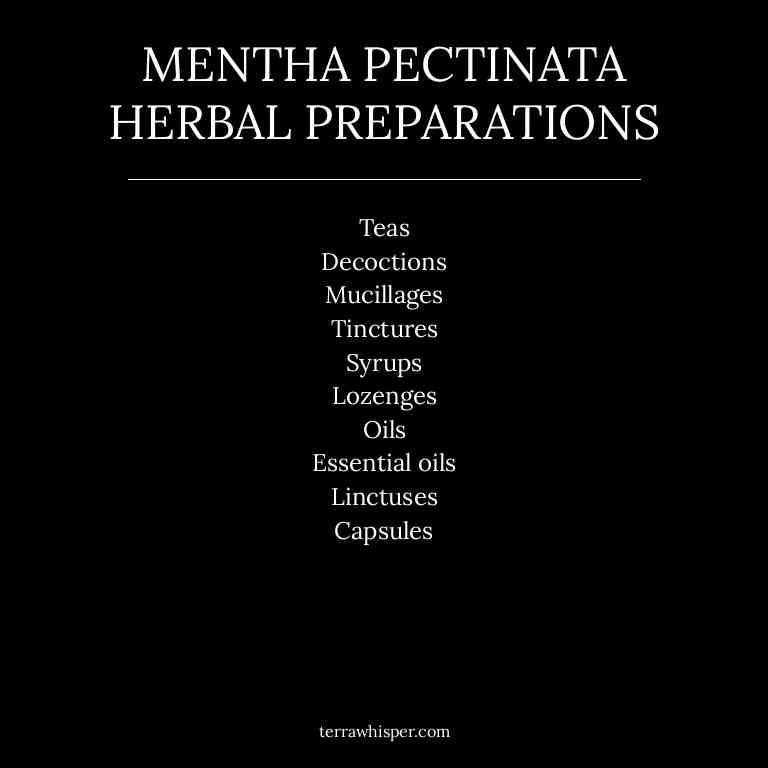 MENTHA PECTINATA
HERBAL PREPARATIONS
Teas
Decoctions
Mucillages
Tinctures
Syrups
Lozenges
Oils
Essential oils
Linctuses
Capsules
terrawhisper.com